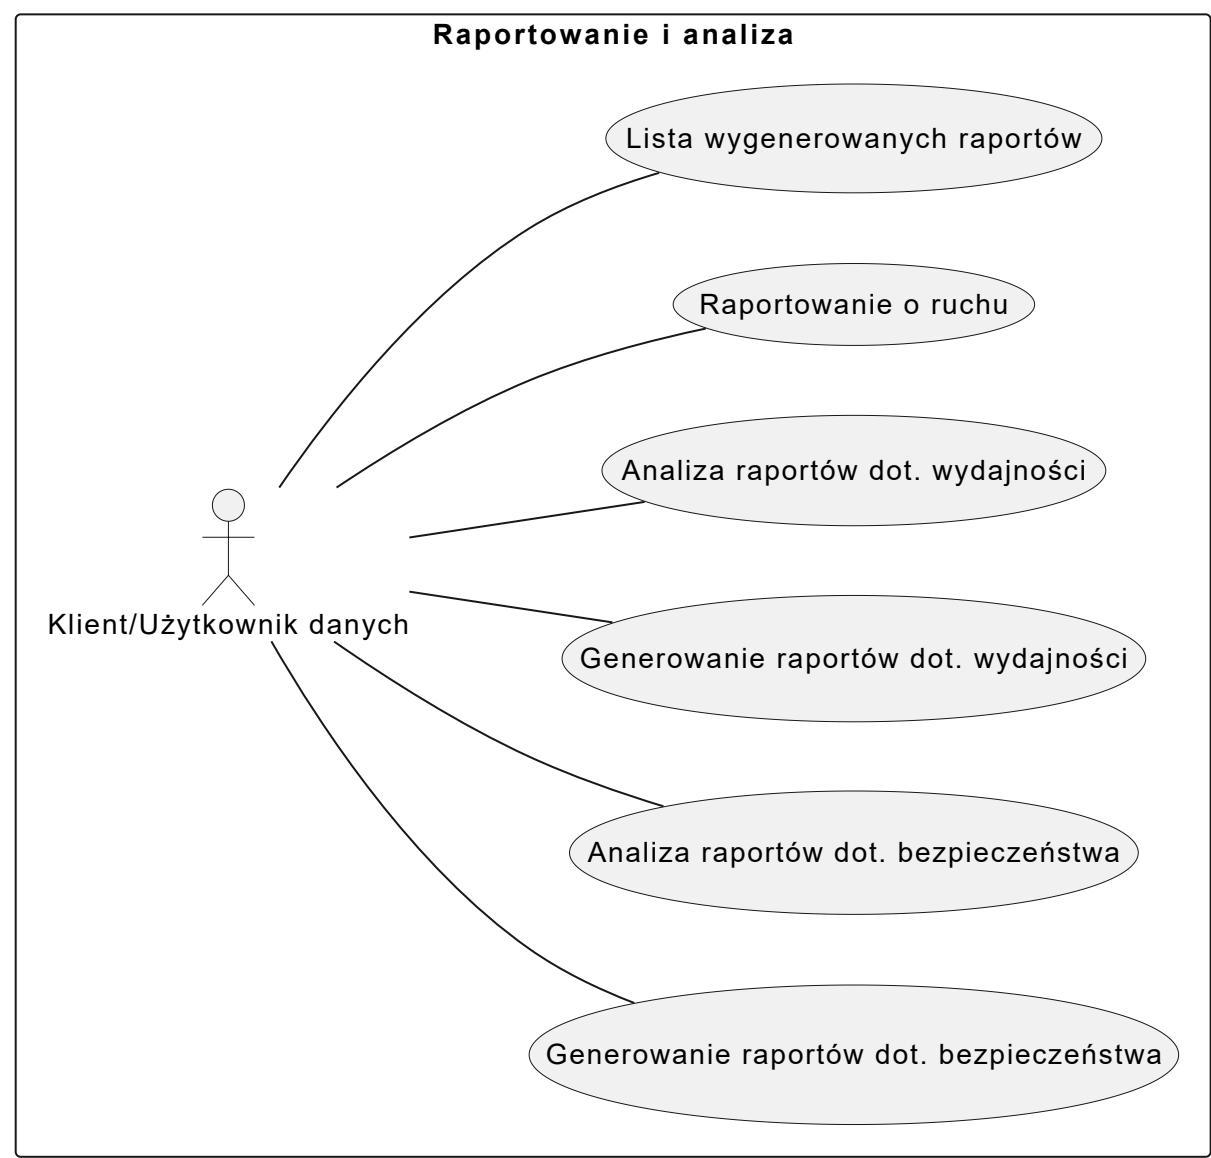 Raportowanie i analiza
Lista wygenerowanych raportów
Raportowanie o ruchu
Analiza raportów dot. wydajności
Klient/Użytkownik danych
Generowanie raportów dot. wydajności
Analiza raportów dot. bezpieczeństwa
Generowanie raportów dot. bezpieczeństwa